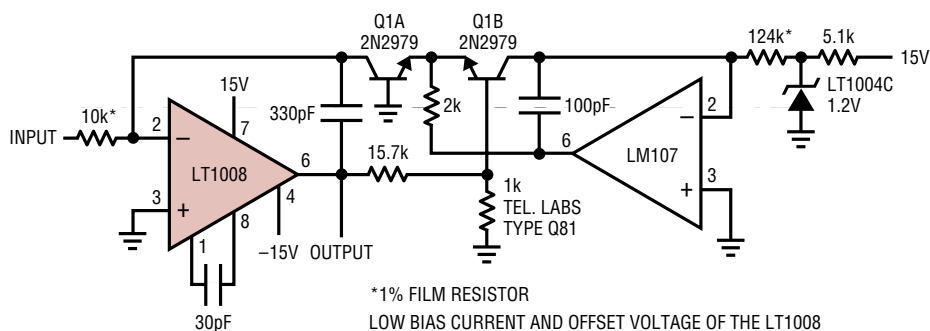 Q1A
2N2979
Q1B
2N2979
124k*
5.1k
15V
LT1004C
1.2V
330pF
2k
100pF
2
6
LM107
3
15V
7
10k*
INPUT
2
LT1008
6
15.7k
3
4
1
8
–15V
OUTPUT
1k
TEL. LABS
TYPE Q81
30pF
*1% FILM RESISTOR
LOW BIAS CURRENT AND OFFSET VOLTAGE OF THE LT1008